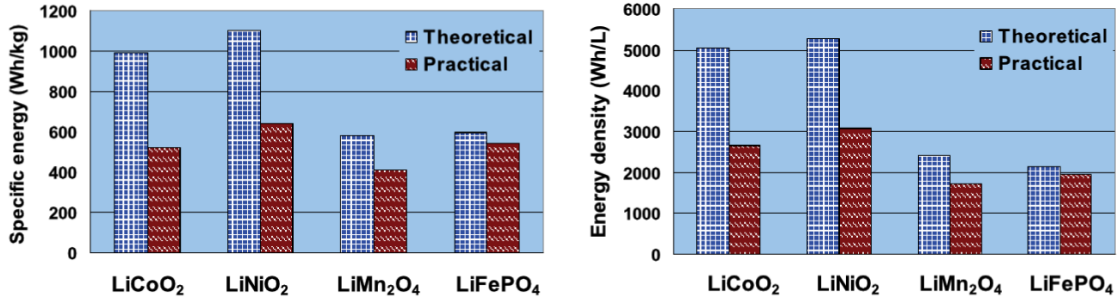 Specific energy (Wh/kg)
1200
1000
800
600
400
200
0
Theoretical
Practical
LiCoO₂ LiNiO₂ LiMn₂O₄ LiFePO₄
Energy density (Wh/L)
6000
5000
4000
3000
2000
1000
0
Theoretical
Practical
LiCoO₂ LiNiO₂ LiMn₂O₄ LiFePO₄